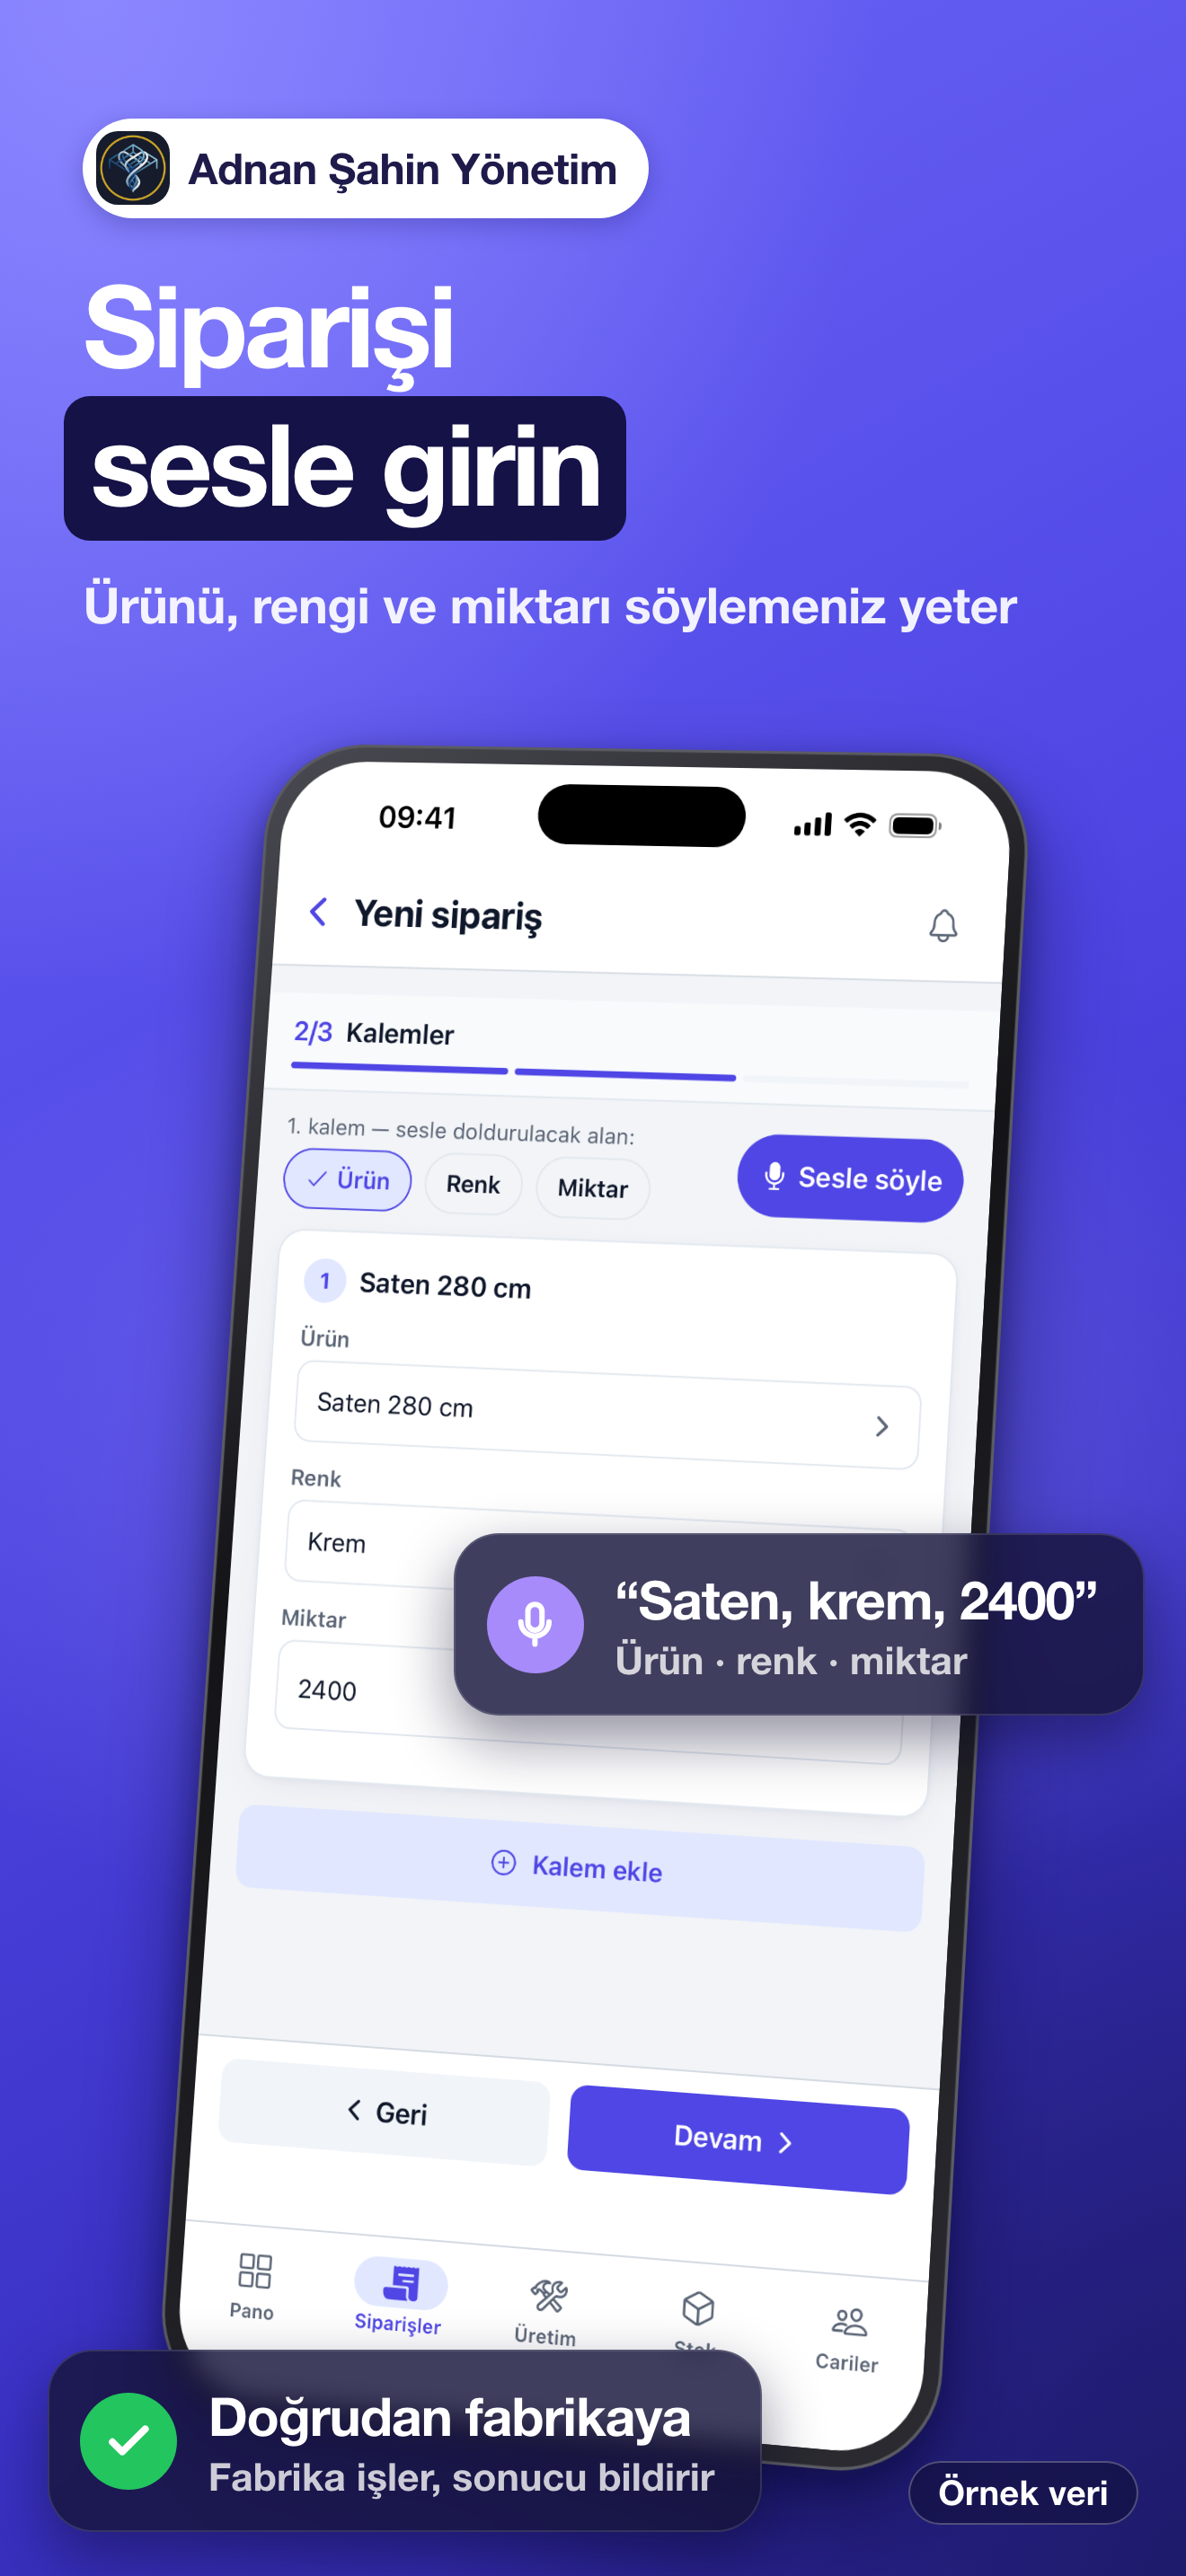 Adnan Şahin Yönetim
Siparişi
sesle girin
Ürünü, rengi ve miktarı söylemeniz yeter
09:41
Yeni sipariş
2/3 Kalemler
1. kalem — sesle doldurulacak alan:
Ürün
Renk
Miktar
Sesle söyle
1 Saten 280 cm
Ürün
Saten 280 cm
Renk
Krem
“Saten, krem, 2400”
Ürün · renk · miktar
Miktar
2400
Kalem ekle
Geri
Devam
Pano
Siparişler
Üretim
Stok
Cariler
Doğrudan fabrikaya
Fabrika işler, sonucu bildirir
Örnek veri